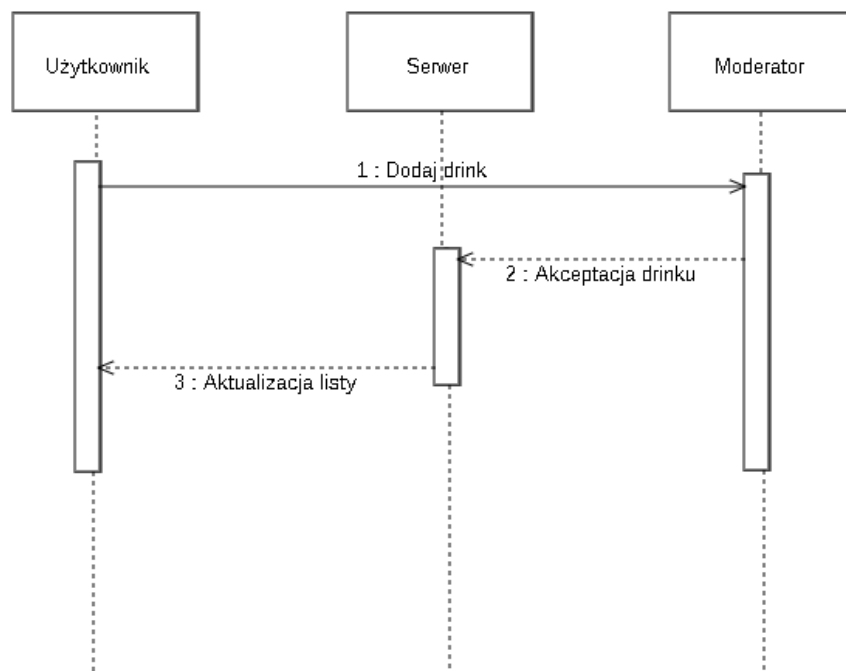 Użytkownik
Serwer
Moderator
1 : Dodaj drink
2 : Akceptacja drinku
3 : Aktualizacja listy